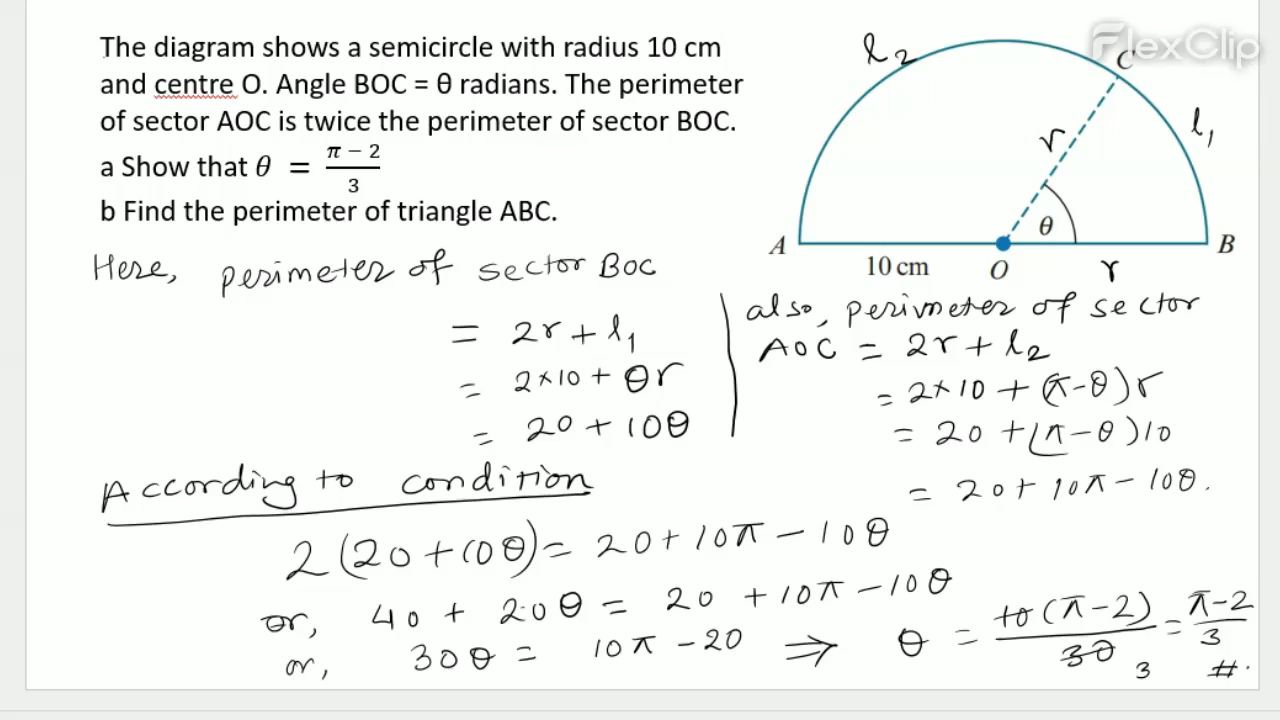 The diagram shows a semicircle with radius 10 cm
and centre O. Angle BOC = θ radians. The perimeter
of sector AOC is twice the perimeter of sector BOC.
a Show that θ = (π − 2)/3
b Find the perimeter of triangle ABC.
FlexClip
l₂
C
l₁
r
θ
A
B
10 cm
O
r
Here, perimeter of sector BOC
= 2r + l₁
= 2×10 + θr
= 20 + 10θ
also, perimeter of sector
AOC = 2r + l₂
= 2×10 + (π-θ)r
= 20 + (π-θ)10
= 20 + 10π - 10θ.
According to condition
2(20+10θ) = 20+10π - 10θ
or, 40 + 20θ = 20 + 10π - 10θ
or, 30θ = 10π - 20 ⇒ θ = 10(π-2)/30 3 = π-2/3
#.